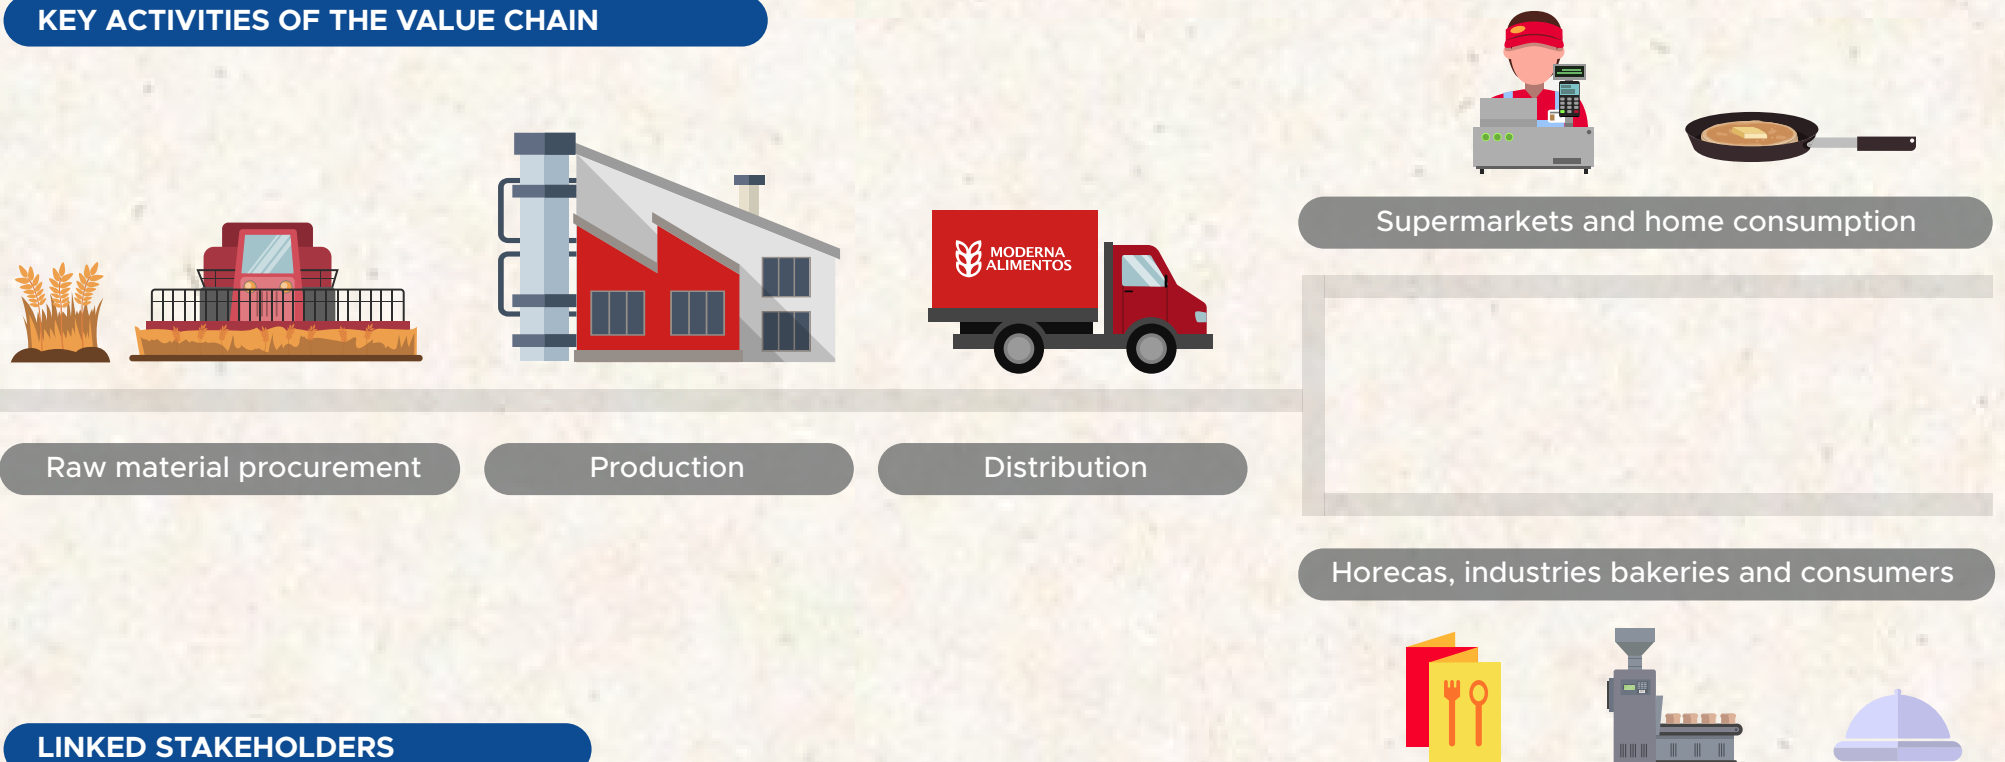 KEY ACTIVITIES OF THE VALUE CHAIN
MODERNA
ALIMENTOS
Supermarkets and home consumption
Raw material procurement
Production
Distribution
Horecas, industries bakeries and consumers
LINKED STAKEHOLDERS